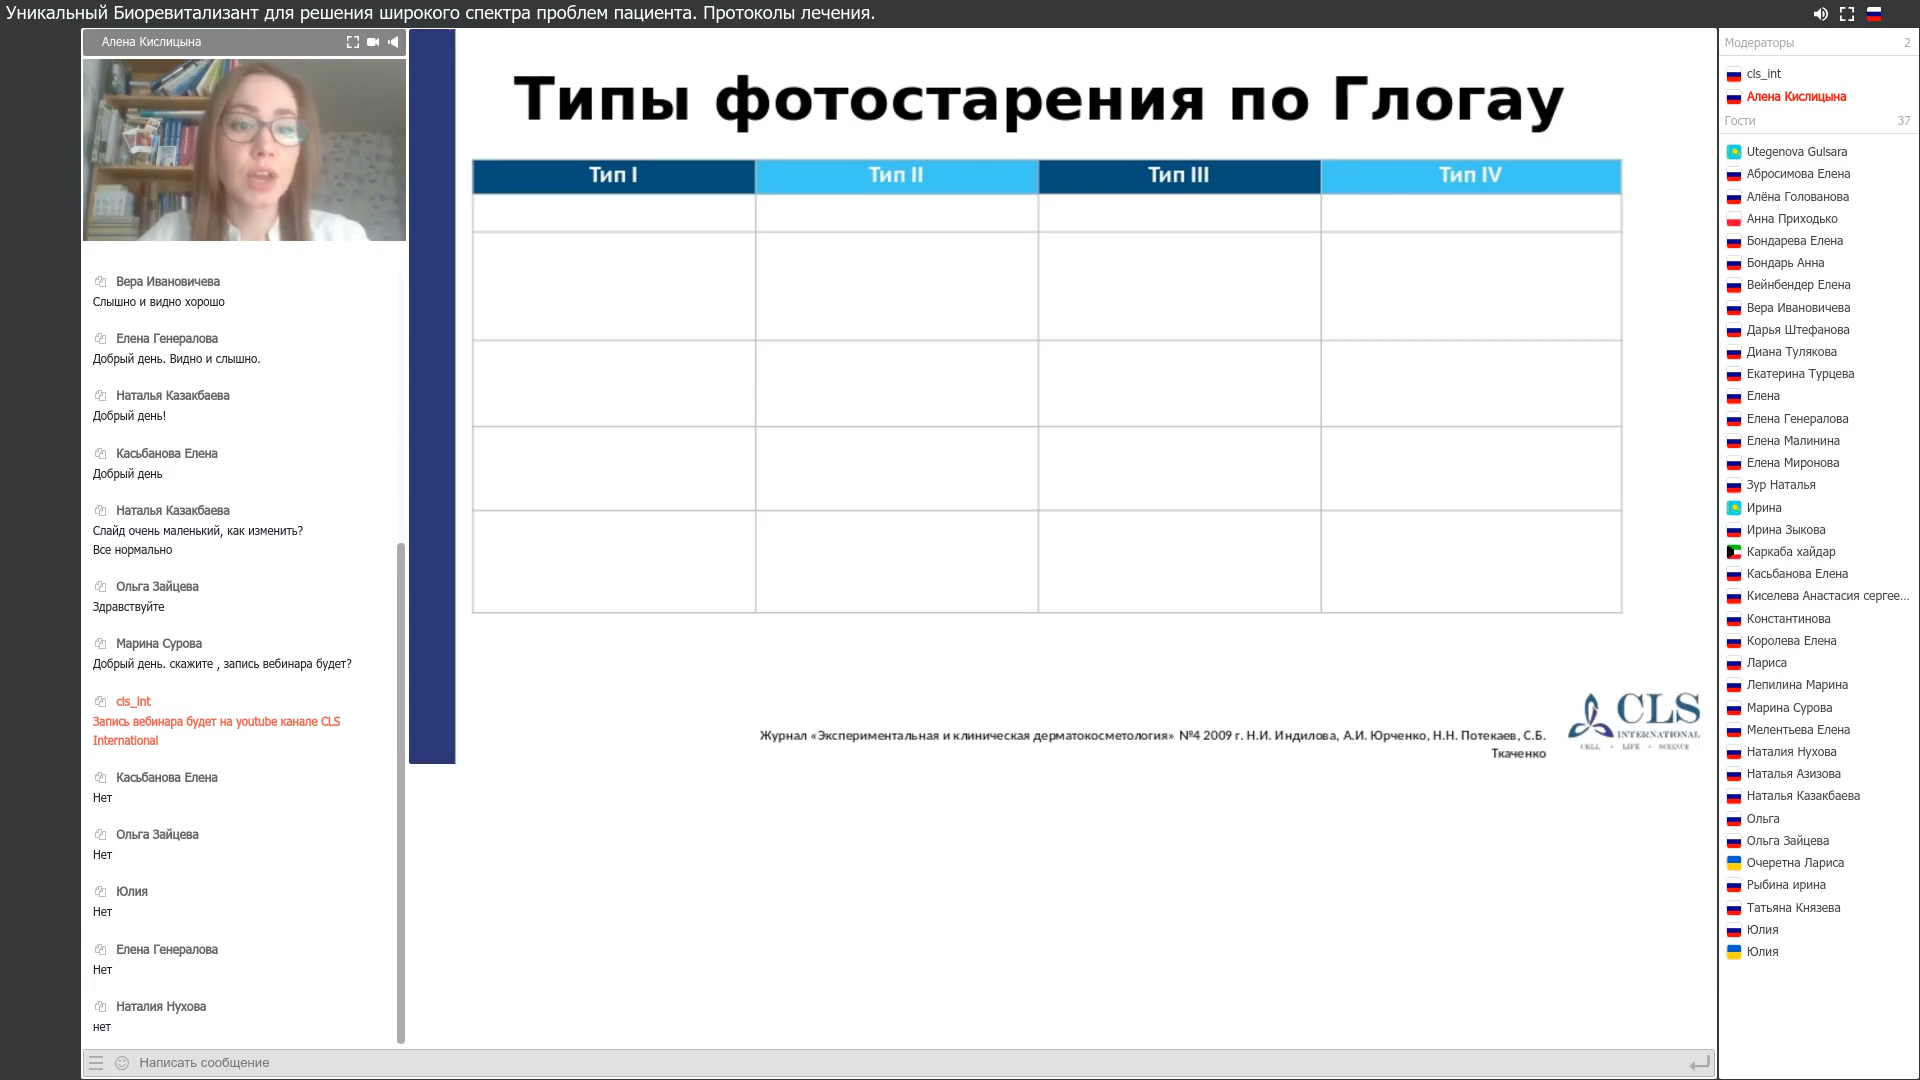 Уникальный Биоревитализант для решения широкого спектра проблем пациента. Протоколы лечения.
Алена Кислицына
Вера Ивановичева
Слышно и видно хорошо
Елена Генералова
Добрый день. Видно и слышно.
Наталья Казакбаева
Добрый день!
Касьбанова Елена
Добрый день
Наталья Казакбаева
Слайд очень маленький, как изменить?
Все нормально
Ольга Зайцева
Здравствуйте
Марина Сурова
Добрый день. скажите , запись вебинара будет?
cls_int
Запись вебинара будет на youtube канале CLS
International
Касьбанова Елена
Нет
Ольга Зайцева
Нет
Юлия
Нет
Елена Генералова
Нет
Наталия Нухова
нет
Написать сообщение
Типы фотостарения по Глогау
Тип I Тип II Тип III Тип IV
Журнал «Экспериментальная и клиническая дерматокосметология» №4 2009 г. Н.И. Индилова, А.И. Юрченко, Н.Н. Потекаев, С.Б.
Ткаченко
CLS
INTERNATIONAL
CELL • LIFE • SCIENCE
Модераторы 2
cls_int
Алена Кислицына
Гости 37
Utegenova Gulsara
Абросимова Елена
Алёна Голованова
Анна Приходько
Бондарева Елена
Бондарь Анна
Вейнбендер Елена
Вера Ивановичева
Дарья Штефанова
Диана Тулякова
Екатерина Турцева
Елена
Елена Генералова
Елена Малинина
Елена Миронова
Зур Наталья
Ирина
Ирина Зыкова
Каркаба хайдар
Касьбанова Елена
Киселева Анастасия сергее...
Константинова
Королева Елена
Лариса
Лепилина Марина
Марина Сурова
Мелентьева Елена
Наталия Нухова
Наталья Азизова
Наталья Казакбаева
Ольга
Ольга Зайцева
Очеретна Лариса
Рыбина ирина
Татьяна Князева
Юлия
Юлия